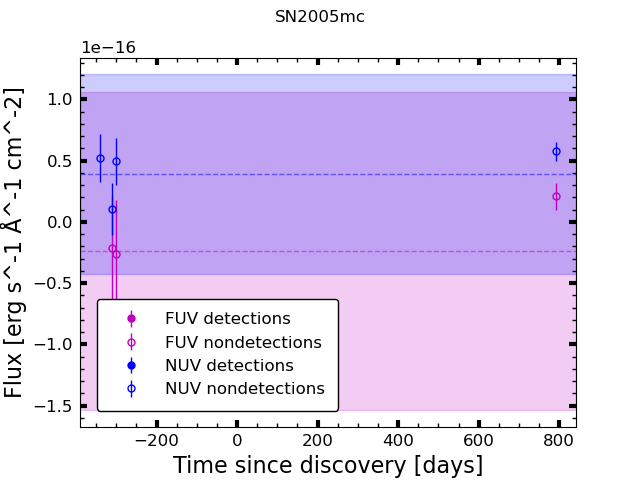 SN2005mc
1e−16
1.0
0.5
0.0
−0.5
−1.0
−1.5
Flux [erg s^-1 Å^-1 cm^-2]
FUV detections
FUV nondetections
NUV detections
NUV nondetections
−200
0
200
400
600
800
Time since discovery [days]